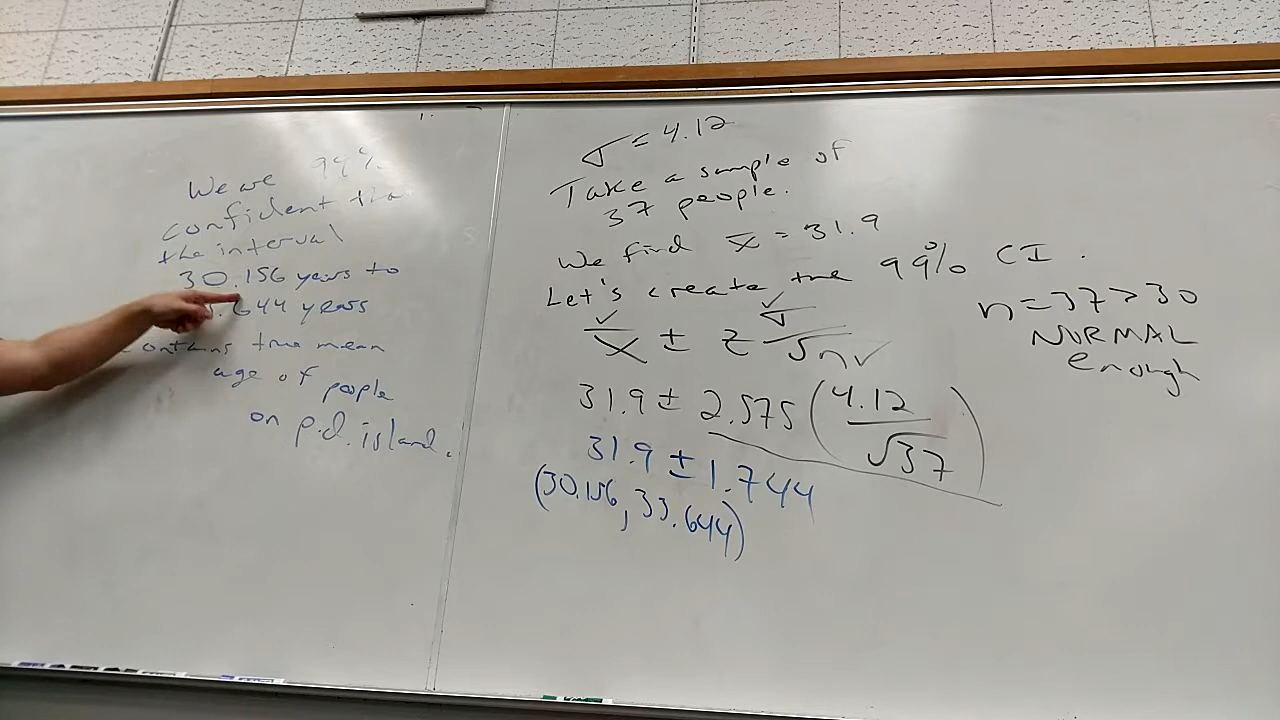 We are 99%
confident tha
the interval
30.156 years to
.644 years
contains true mean
age of people
on p.d. island.
σ = 4.12
Take a sample of
37 people.
We find x̄ = 31.9
Let's create the 99% CI.
x̄ ± z σ/√n
n = 37 > 30
NORMAL
enough
31.9 ± 2.575 (4.12/√37)
31.9 ± 1.744
(30.156, 33.644)